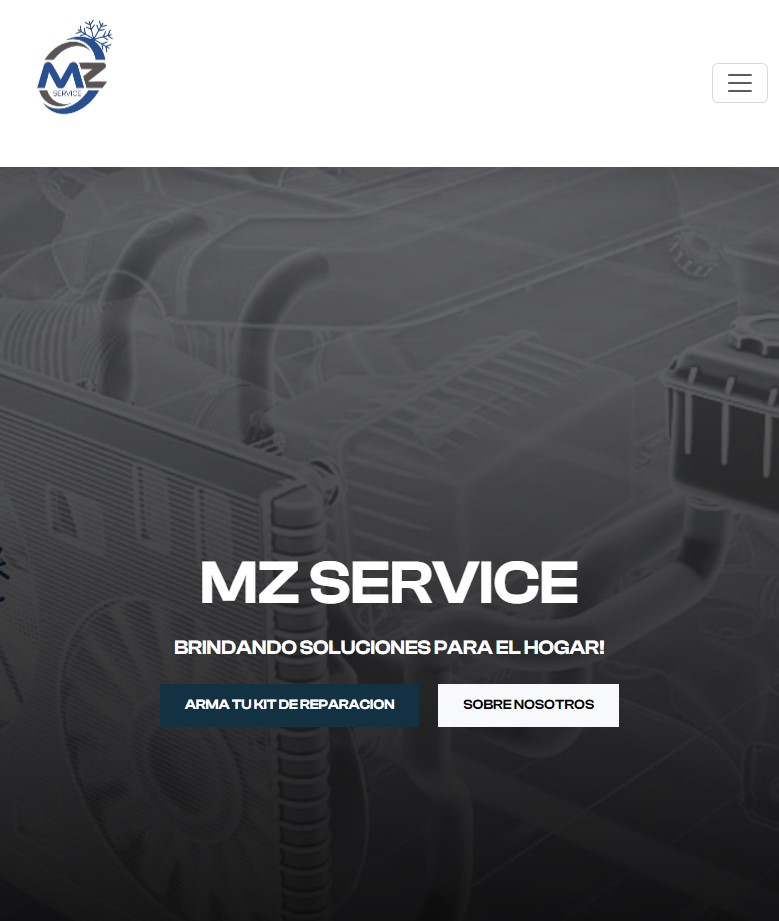 MZ
SERVICE
MZ SERVICE
BRINDANDO SOLUCIONES PARA EL HOGAR!
ARMA TU KIT DE REPARACION
SOBRE NOSOTROS